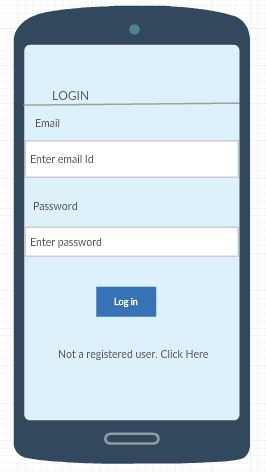 LOGIN
Email
Enter email Id
Password
Enter password
Log in
Not a registered user. Click Here